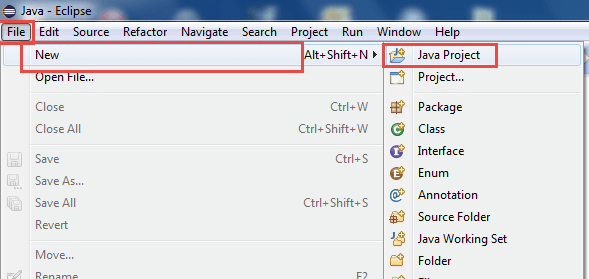 Java - Eclipse
File Edit Source Refactor Navigate Search Project Run Window Help
New Alt+Shift+N
Open File...
Close Ctrl+W
Close All Ctrl+Shift+W
Save Ctrl+S
Save As...
Save All Ctrl+Shift+S
Revert
Move...
Rename... F2
Java Project
Project...
Package
Class
Interface
Enum
Annotation
Source Folder
Java Working Set
Folder